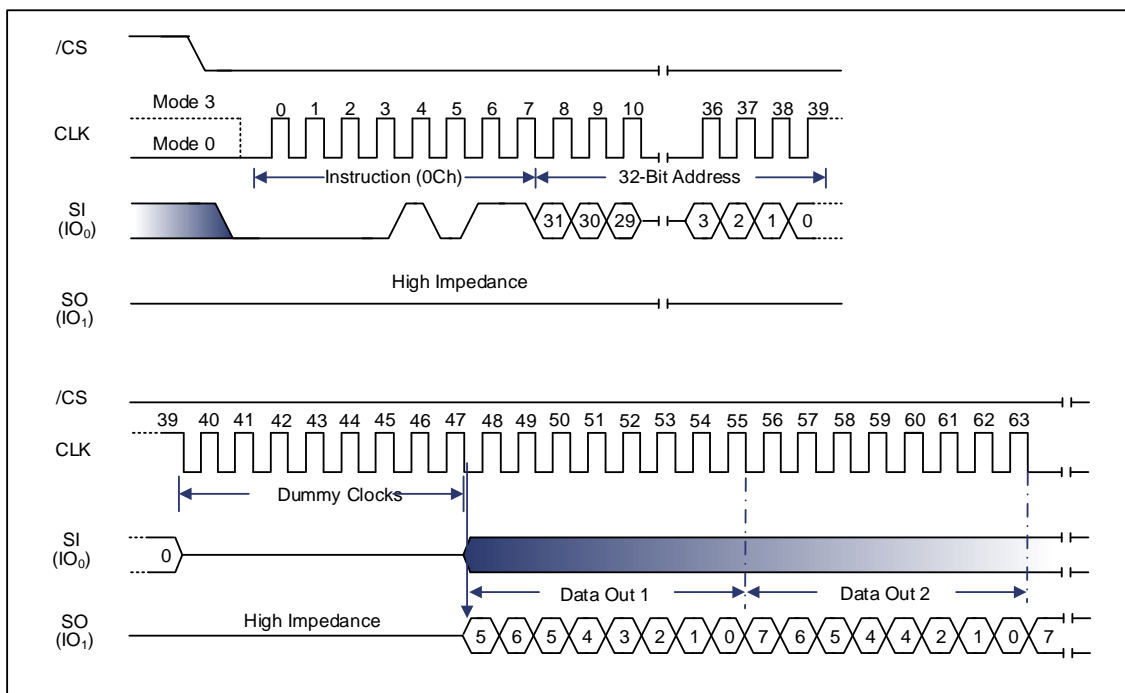 /CS
Mode 3
0 1 2 3 4 5 6 7 8 9 10 36 37 38 39
CLK
Mode 0
Instruction (0Ch) 32-Bit Address
SI
(IO0)
31 30 29 3 2 1 0
High Impedance
SO
(IO1)
/CS
39 40 41 42 43 44 45 46 47 48 49 50 51 52 53 54 55 56 57 58 59 60 61 62 63
CLK
Dummy Clocks
SI
(IO0)
0
Data Out 1 Data Out 2
High Impedance
SO
(IO1)
5 6 5 4 3 2 1 0 7 6 5 4 4 2 1 0 7